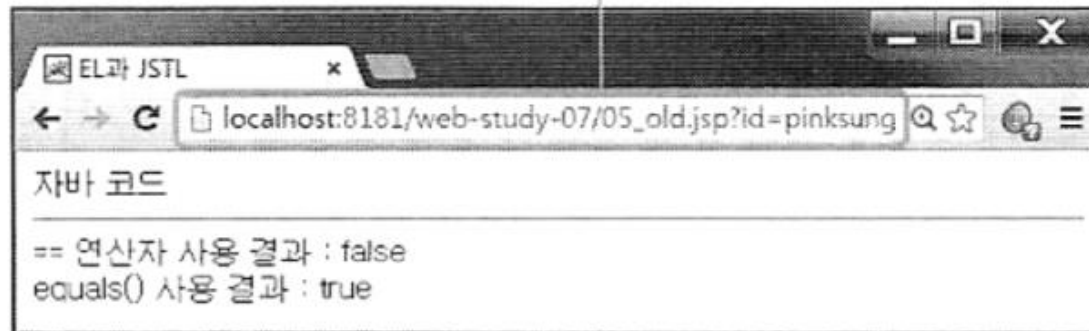 EL과 JSTL
localhost:8181/web-study-07/05_old.jsp?id=pinksung
자바 코드
== 연산자 사용 결과 : false
equals() 사용 결과 : true